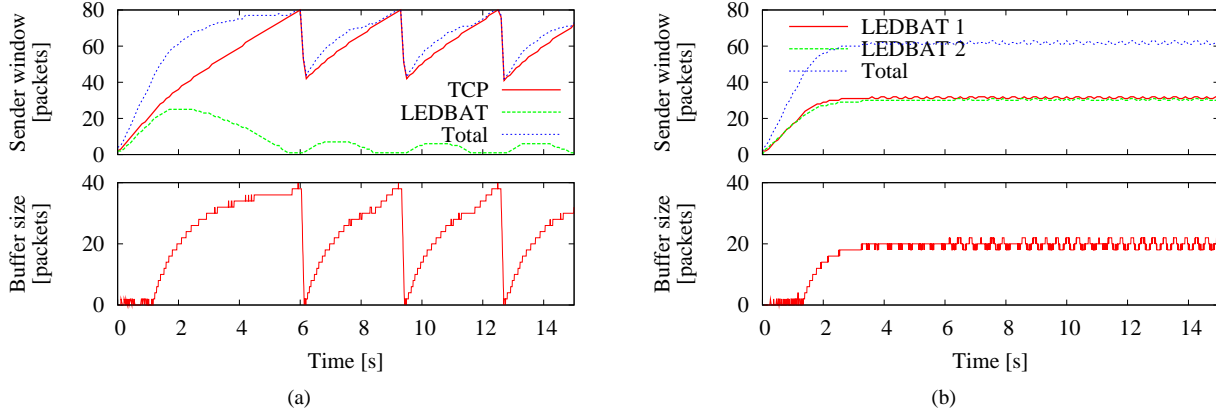 80
60
40
20
0
Sender window
[packets]
TCP
LEDBAT
Total
40
20
0
Buffer size
[packets]
0 2 4 6 8 10 12 14
Time [s]
(a)
80
60
40
20
0
Sender window
[packets]
LEDBAT 1
LEDBAT 2
Total
40
20
0
Buffer size
[packets]
0 2 4 6 8 10 12 14
Time [s]
(b)